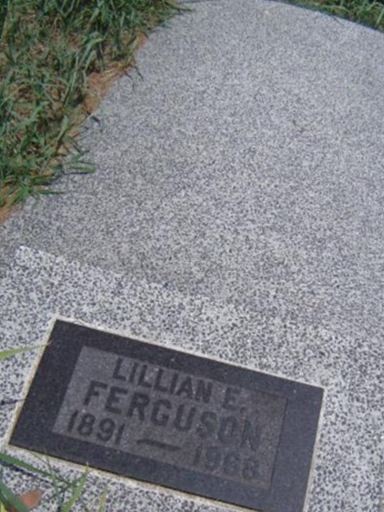 LILLIAN E.
FERGUSON
1891 — 1968